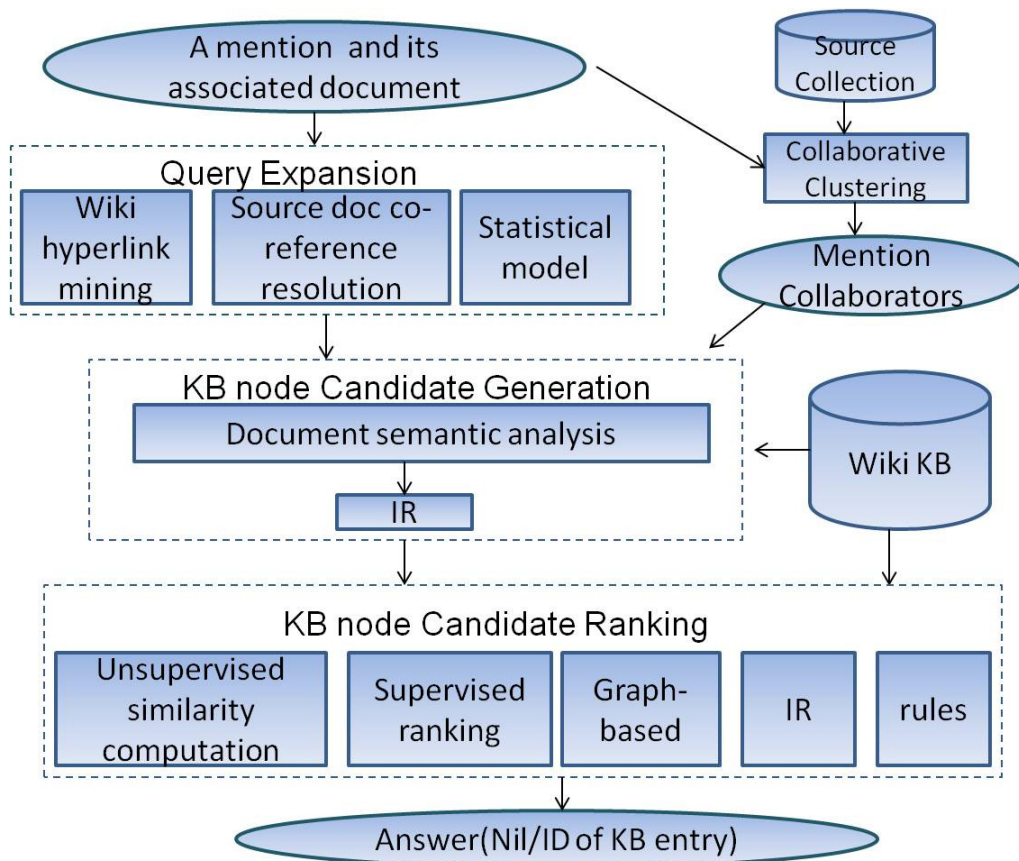 A mention and its
associated document
Source
Collection
Collaborative
Clustering
Query Expansion
Wiki
hyperlink
mining
Source doc co-
reference
resolution
Statistical
model
Mention
Collaborators
KB node Candidate Generation
Document semantic analysis
IR
Wiki KB
KB node Candidate Ranking
Unsupervised
similarity
computation
Supervised
ranking
Graph-
based
IR
rules
Answer(Nil/ID of KB entry)